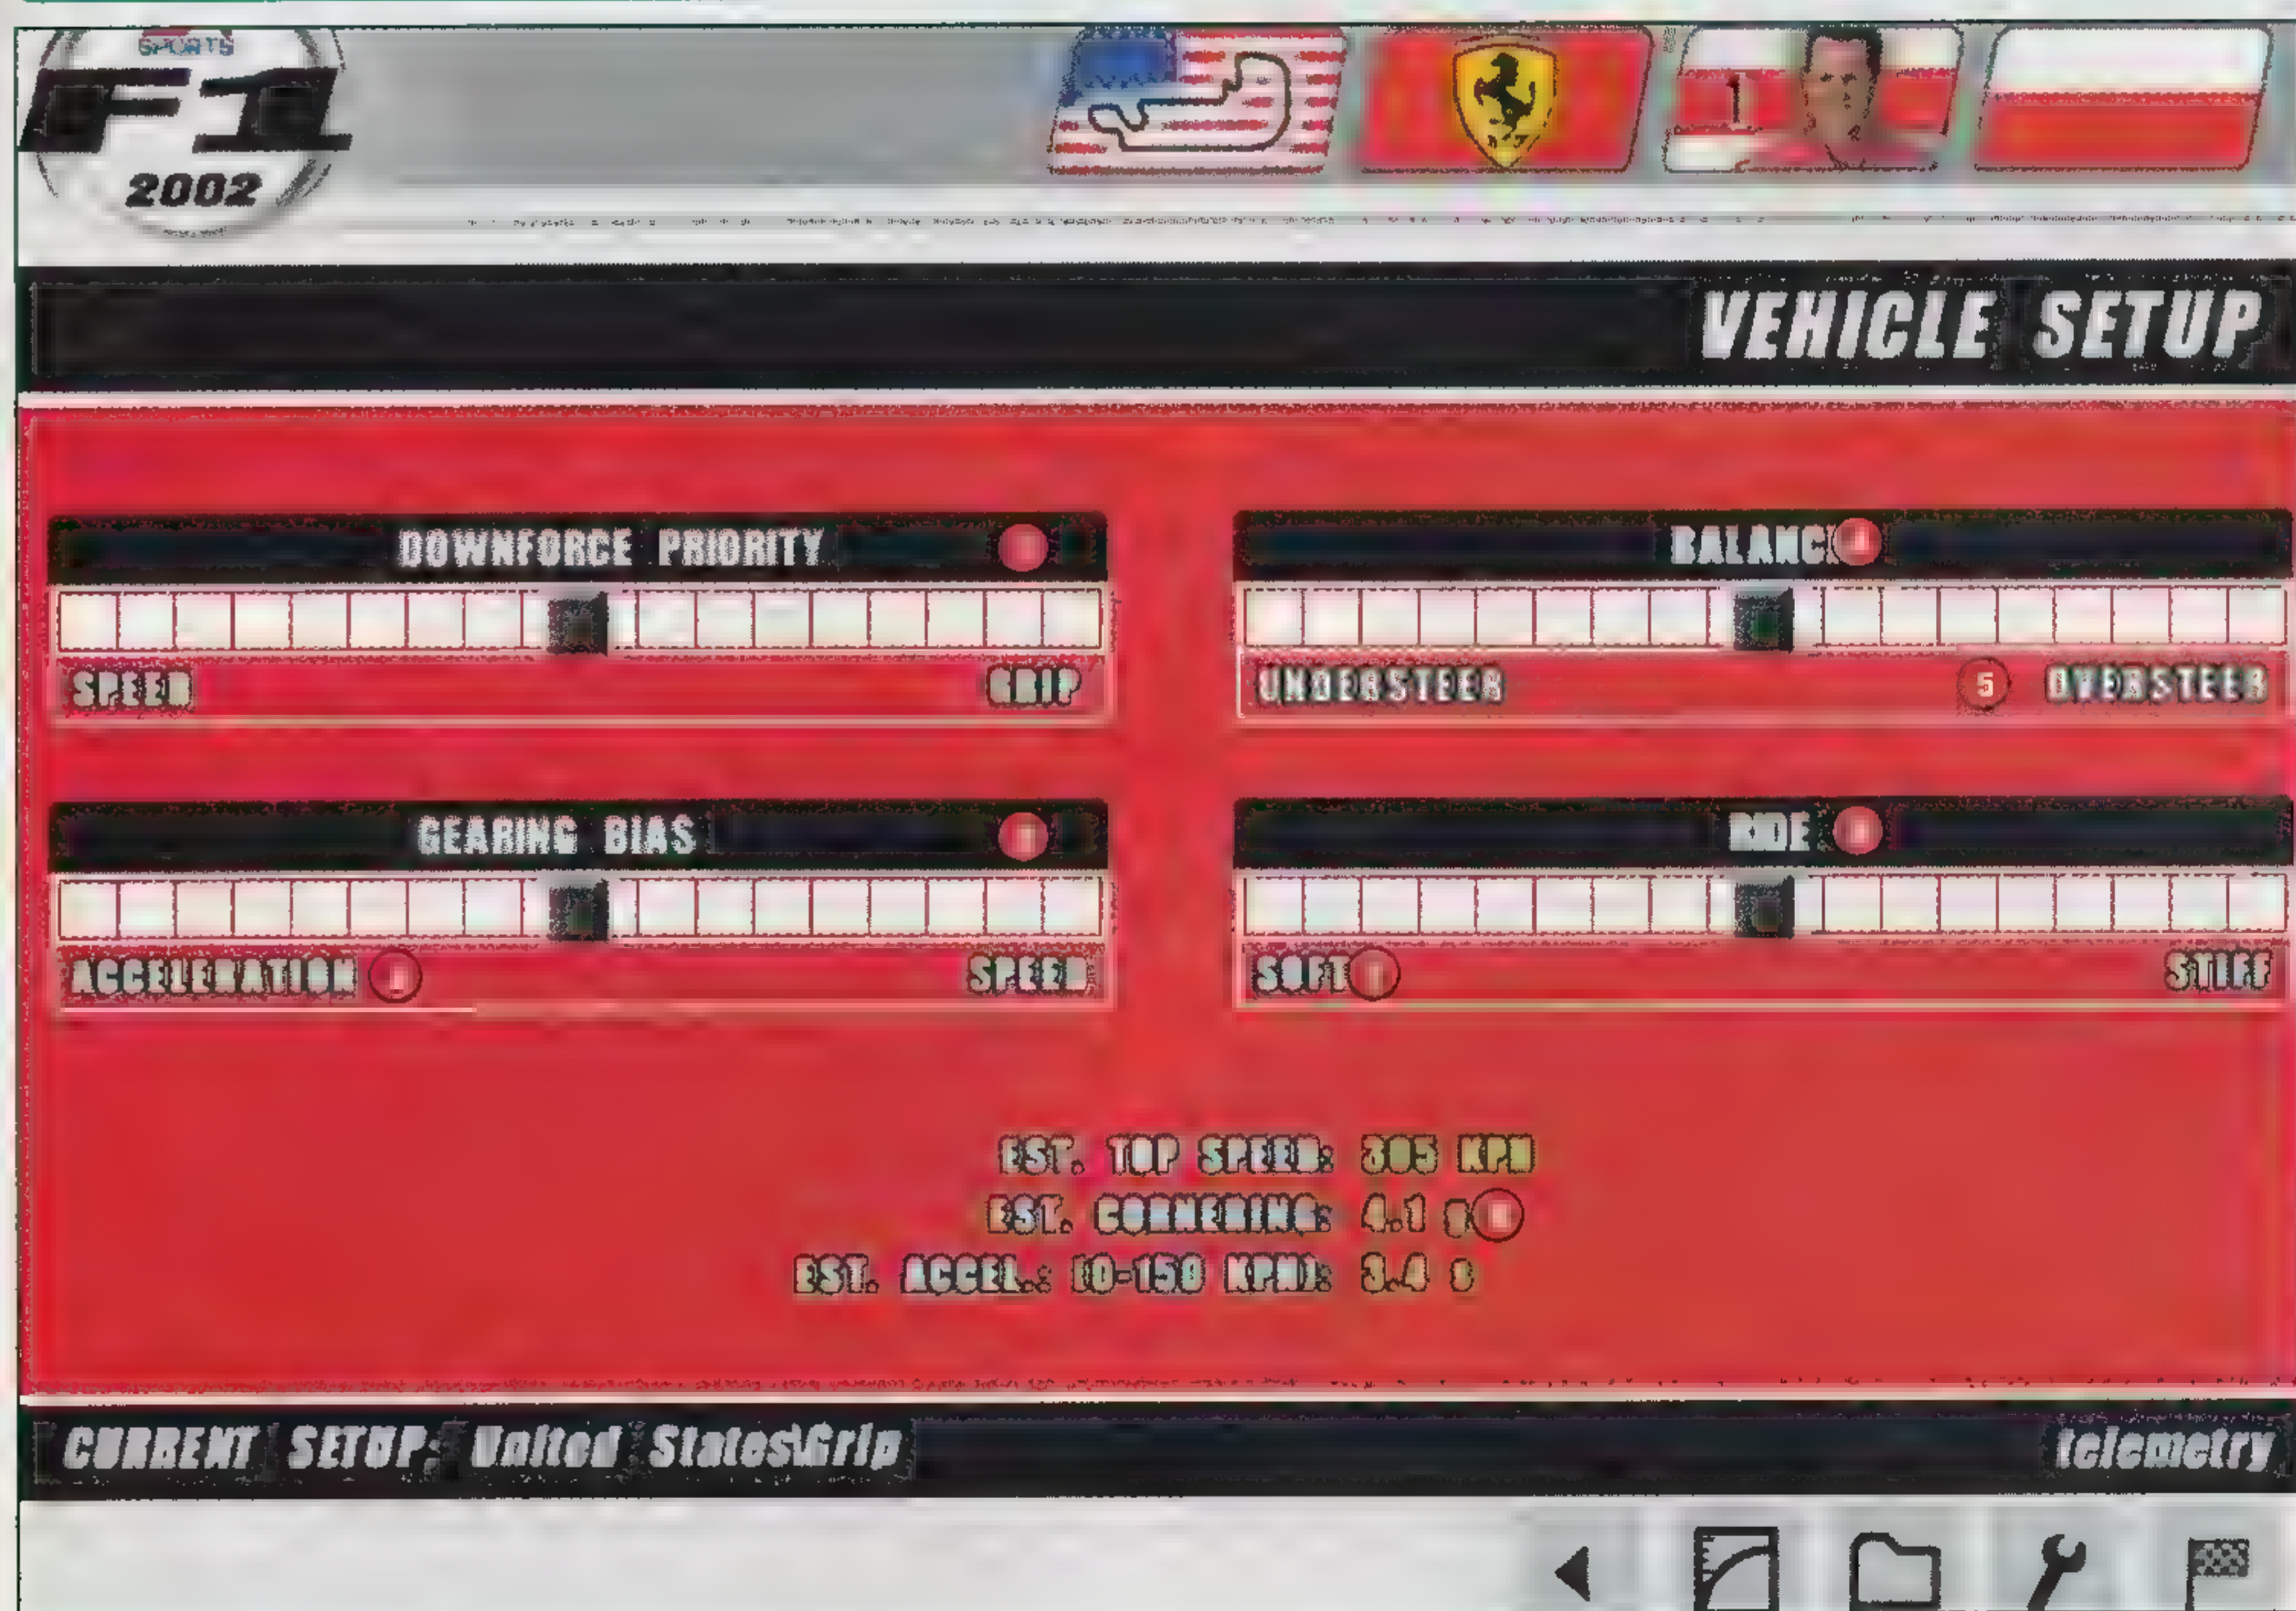 SPORTS
F1
2002
1
VEHICLE SETUP
DOWNFORCE PRIORITY
BALANC
SPEED GRIP
UNDERSTEER 5 OVERSTEER
GEARING BIAS
RIDE
ACCELERATION SPEED
SOFT STIFF
EST. TOP SPEED: 305 KPH
EST. CORNERING: 4.1 g
EST. ACCEL.: (0-150 KPH): 3.4 s
CURRENT SETUP: United States\Grip
telemetry